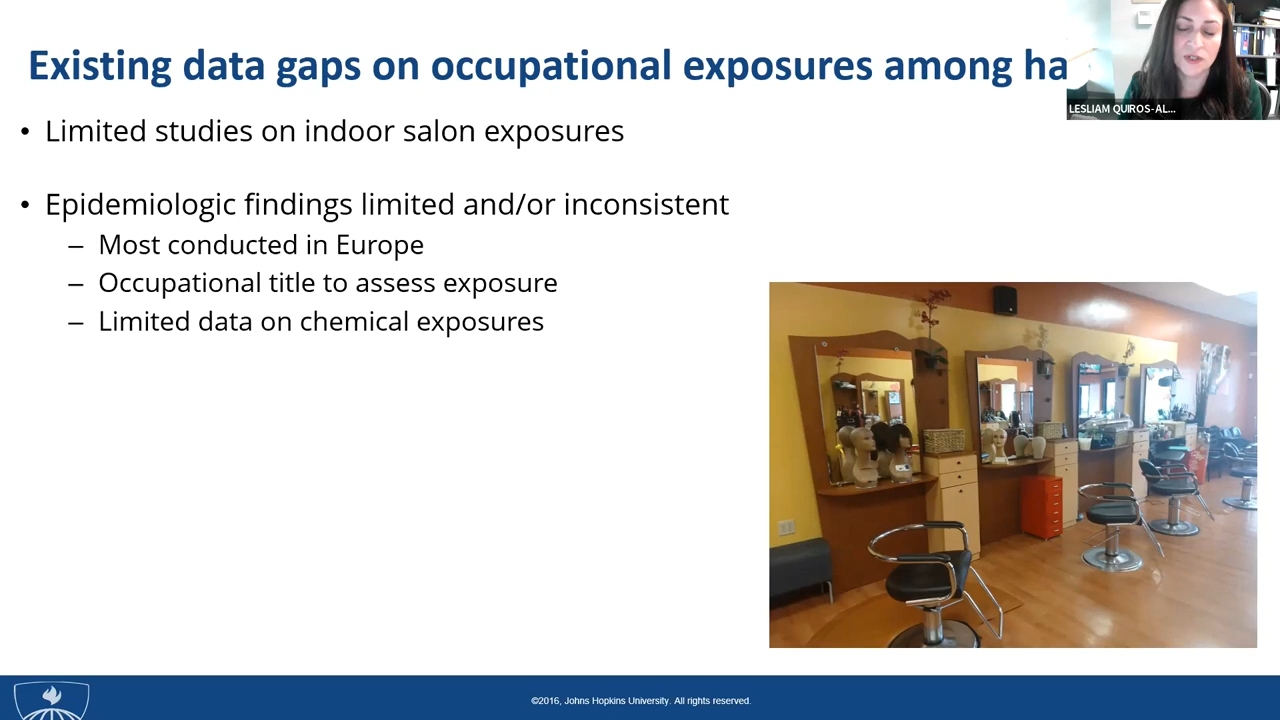 Existing data gaps on occupational exposures among ha
LESLIAM QUIROS-AL...
• Limited studies on indoor salon exposures
• Epidemiologic findings limited and/or inconsistent
– Most conducted in Europe
– Occupational title to assess exposure
– Limited data on chemical exposures
©2016, Johns Hopkins University. All rights reserved.